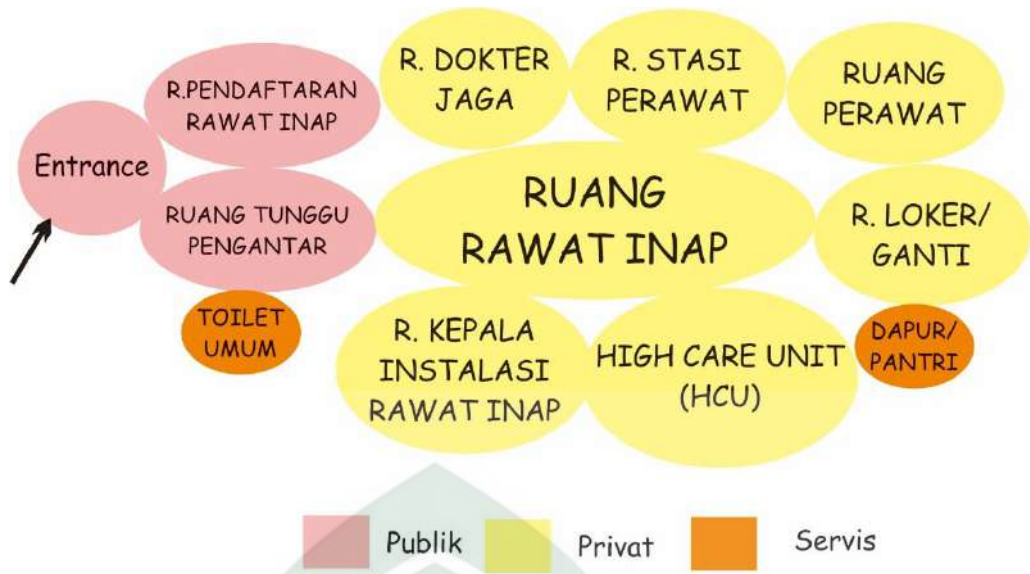 Entrance
R.PENDAFTARAN
RAWAT INAP
RUANG TUNGGU
PENGANTAR
TOILET
UMUM
R. DOKTER
JAGA
R. STASI
PERAWAT
RUANG
PERAWAT
RUANG
RAWAT INAP
R. LOKER/
GANTI
R. KEPALA
INSTALASI
RAWAT INAP
HIGH CARE UNIT
(HCU)
DAPUR/
PANTRI
Publik
Privat
Servis